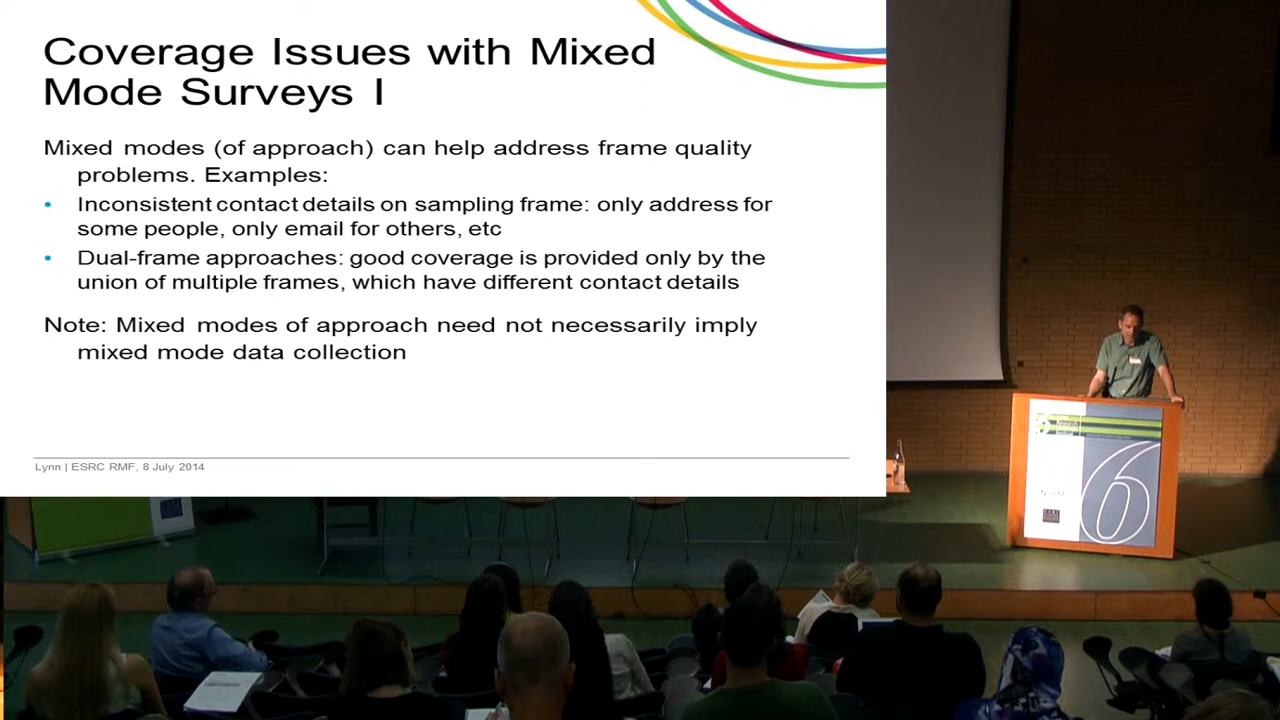 Coverage Issues with Mixed
Mode Surveys I
Mixed modes (of approach) can help address frame quality
problems. Examples:
• Inconsistent contact details on sampling frame: only address for
some people, only email for others, etc
• Dual-frame approaches: good coverage is provided only by the
union of multiple frames, which have different contact details
Note: Mixed modes of approach need not necessarily imply
mixed mode data collection
Lynn | ESRC RMF, 8 July 2014
6